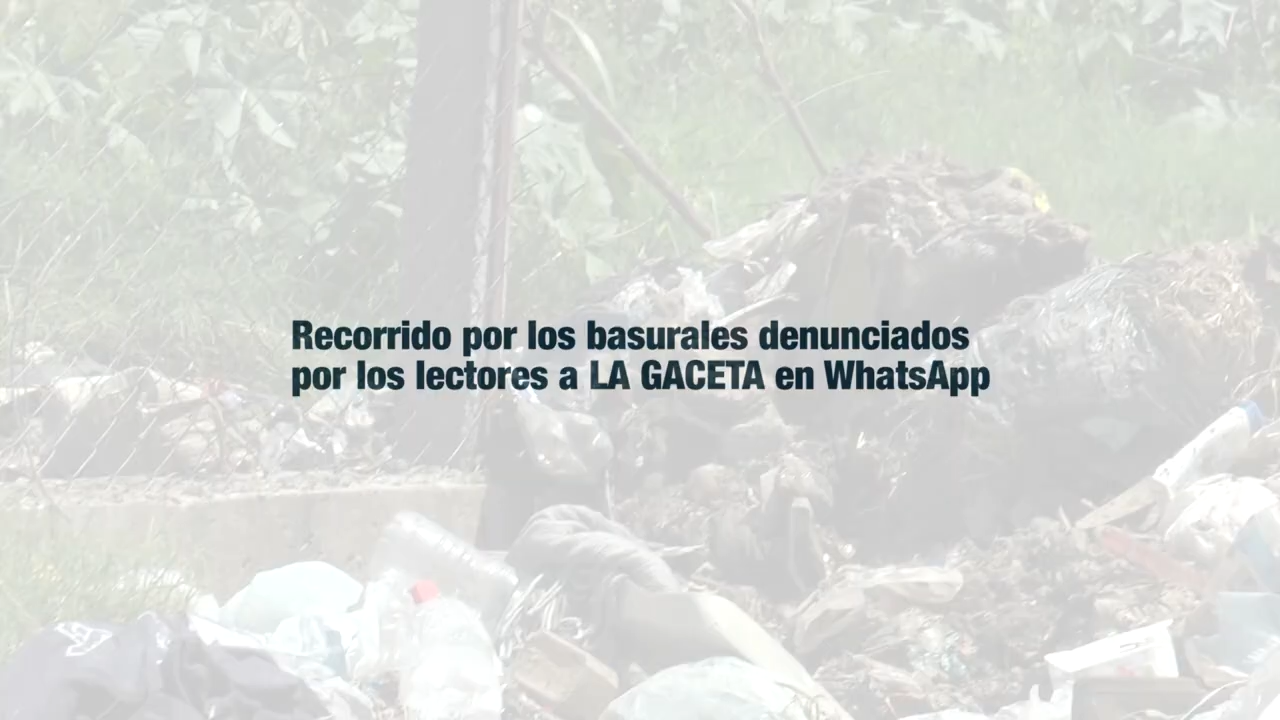 Recorrido por los basurales denunciados
por los lectores a LA GACETA en WhatsApp